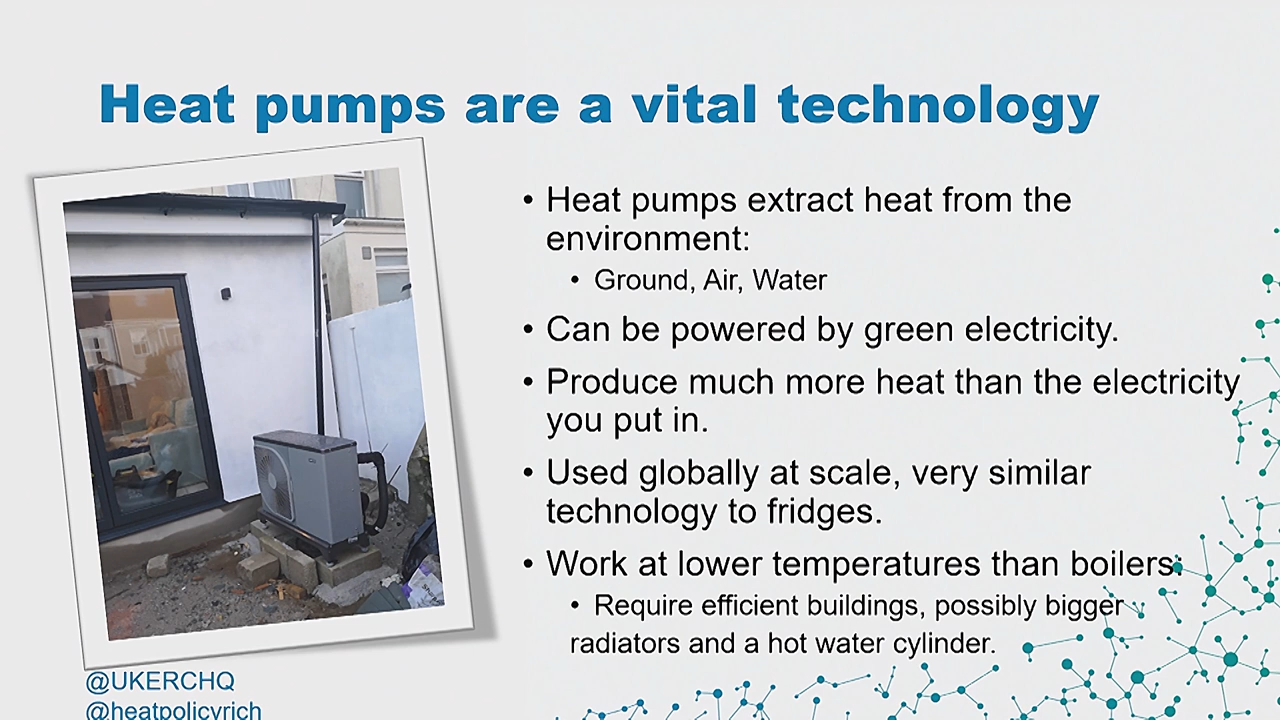 Heat pumps are a vital technology
• Heat pumps extract heat from the
environment:
• Ground, Air, Water
• Can be powered by green electricity.
• Produce much more heat than the electricity
you put in.
• Used globally at scale, very similar
technology to fridges.
• Work at lower temperatures than boilers:
• Require efficient buildings, possibly bigger
radiators and a hot water cylinder.
@UKERCHQ
@heatpolicyrich